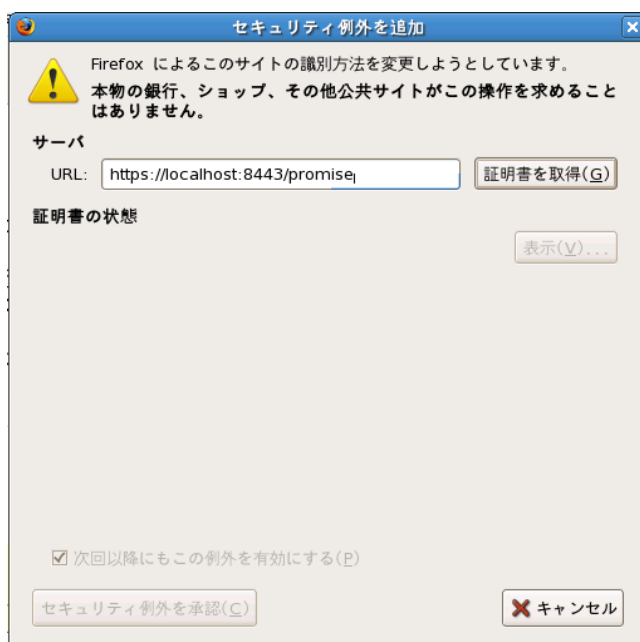 セキュリティ例外を追加
Firefox によるこのサイトの識別方法を変更しようとしています。
本物の銀行、ショップ、その他公共サイトがこの操作を求めること
はありません。
サーバ
URL: https://localhost:8443/promise 証明書を取得(G)
証明書の状態
表示(V)...
次回以降にもこの例外を有効にする(P)
セキュリティ例外を承認(C) キャンセル